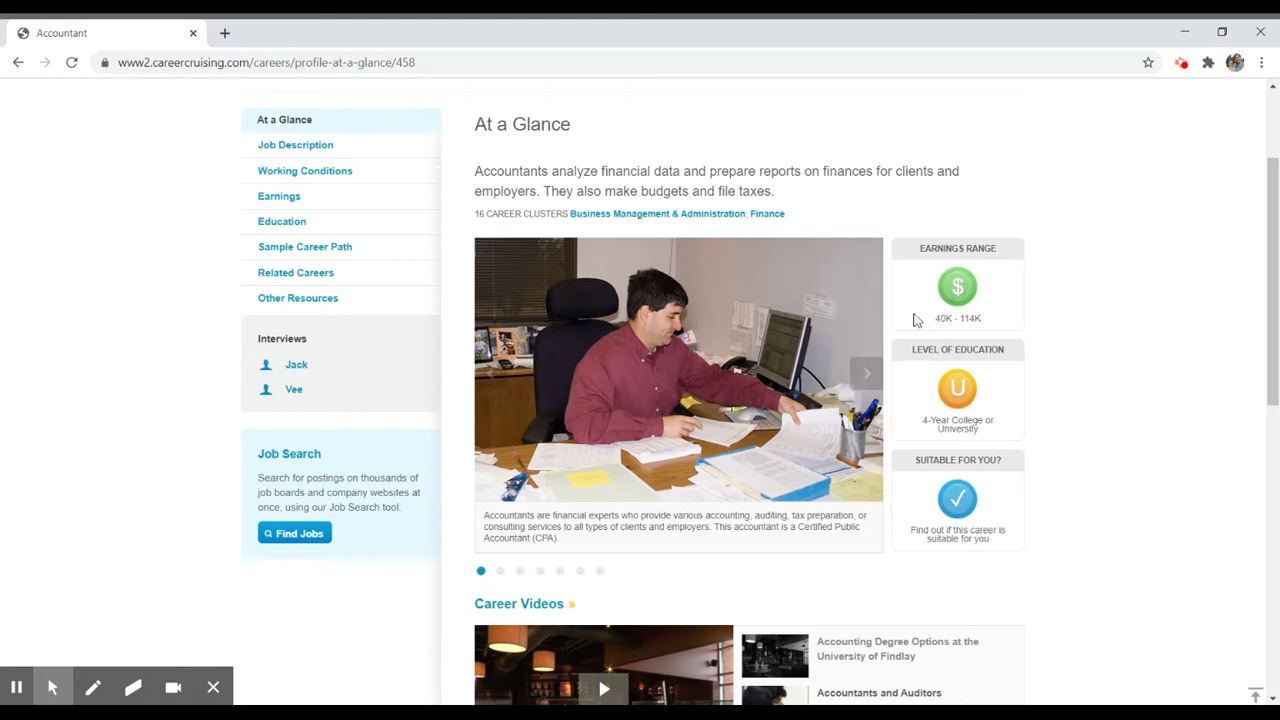 Accountant
www2.careercruising.com/careers/profile-at-a-glance/458
At a Glance
Job Description
Working Conditions
Earnings
Education
Sample Career Path
Related Careers
Other Resources
Interviews
Jack
Vee
Job Search
Search for postings on thousands of
job boards and company websites at
once, using our Job Search tool.
Find Jobs
At a Glance
Accountants analyze financial data and prepare reports on finances for clients and
employers. They also make budgets and file taxes.
16 CAREER CLUSTERS Business Management & Administration; Finance
Accountants are financial experts who provide various accounting, auditing, tax preparation, or
consulting services to all types of clients and employers. This accountant is a Certified Public
Accountant (CPA).
EARNINGS RANGE
$
40K - 114K
LEVEL OF EDUCATION
U
4-Year College or
University
SUITABLE FOR YOU?
Find out if this career is
suitable for you
Career Videos »
Accounting Degree Options at the
University of Findlay
Accountants and Auditors